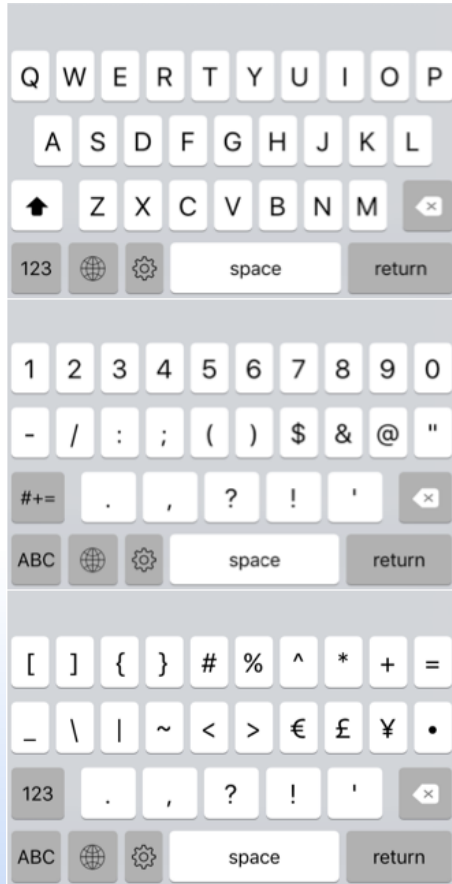 Q W E R T Y U I O P
A S D F G H J K L
Z X C V B N M
123 space return
1 2 3 4 5 6 7 8 9 0
- / : ; ( ) $ & @ "
#+= . , ? ! '
ABC space return
[ ] { } # % ^ * + =
_ \ | ~ < > € £ ¥ •
123 . , ? ! '
ABC space return